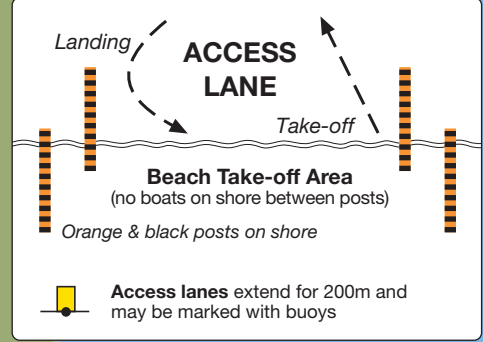 Landing
ACCESS
LANE
Take-off
Beach Take-off Area
(no boats on shore between posts)
Orange & black posts on shore
Access lanes extend for 200m and
may be marked with buoys